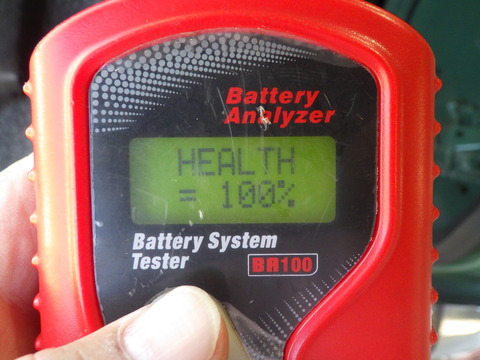 Battery
Analyzer
HEALTH
= 100%
Battery System
Tester
BR100